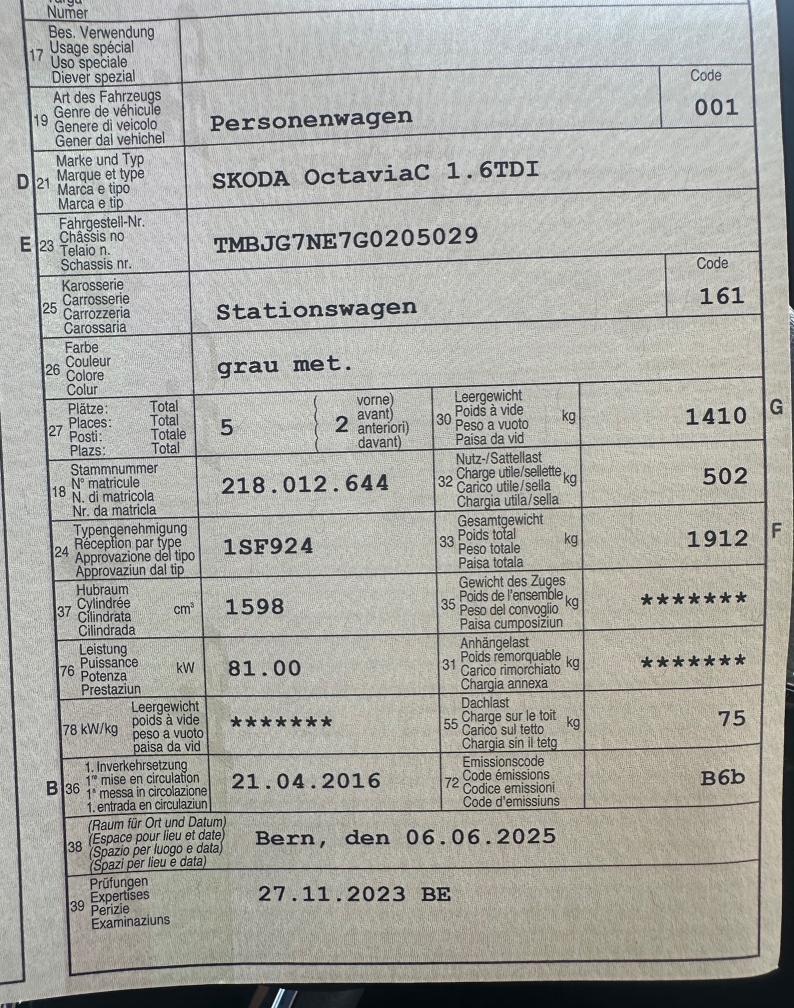 Numer
17 Bes. Verwendung
Usage spécial
Uso speciale
Diever spezial
19 Art des Fahrzeugs
Genre de véhicule
Genere di veicolo
Gener dal vehichel
Personenwagen
Code
001
D 21 Marke und Typ
Marque et type
Marca e tipo
Marca e tip
SKODA OctaviaC 1.6TDI
E 23 Fahrgestell-Nr.
Châssis no
Telaio n.
Schassis nr.
TMBJG7NE7G0205029
25 Karosserie
Carrosserie
Carrozzeria
Carossaria
Stationswagen
Code
161
26 Farbe
Couleur
Colore
Colur
grau met.
27 Plätze: Total
Places: Total
Posti: Totale
Plazs: Total
5
( 2 vorne)
avant)
anteriori)
davant)
30 Leergewicht
Poids à vide
Peso a vuoto
Paisa da vid
kg
1410 G
18 Stammnummer
N° matricule
N. di matricola
Nr. da matricla
218.012.644
32 Nutz-/Sattellast
Charge utile/sellette
Carico utile/sella
Chargia utila/sella
kg
502
24 Typengenehmigung
Réception par type
Approvazione del tipo
Approvaziun dal tip
1SF924
33 Gesamtgewicht
Poids total
Peso totale
Paisa totala
kg
1912 F
37 Hubraum
Cylindrée
Cilindrata
Cilindrada
cm³
1598
35 Gewicht des Zuges
Poids de l'ensemble
Peso del convoglio
Paisa cumposiziun
kg
*******
76 Leistung
Puissance
Potenza
Prestaziun
kW
81.00
31 Anhängelast
Poids remorquable
Carico rimorchiato
Chargia annexa
kg
*******
78 kW/kg Leergewicht
poids à vide
peso a vuoto
paisa da vid
*******
55 Dachlast
Charge sur le toit
Carico sul tetto
Chargia sin il tetg
kg
75
B 36 1. Inverkehrsetzung
1re mise en circulation
1a messa in circolazione
1. entrada en circulaziun
21.04.2016
72 Emissionscode
Code émissions
Codice emissioni
Code d'emissiuns
B6b
38 (Raum für Ort und Datum)
(Espace pour lieu et date)
(Spazio per luogo e data)
(Spazi per lieu e data)
Bern, den 06.06.2025
39 Prüfungen
Expertises
Perizie
Examinaziuns
27.11.2023 BE